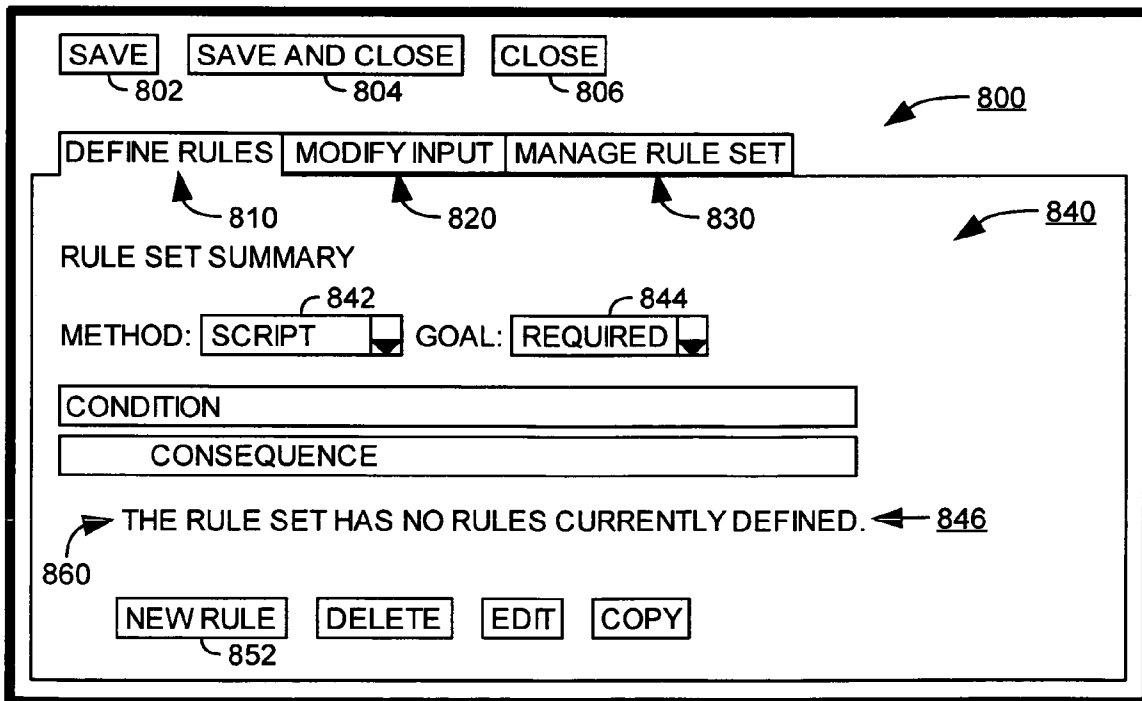 SAVE SAVE AND CLOSE CLOSE
802 804 806
800
DEFINE RULES MODIFY INPUT MANAGE RULE SET
810 820 830 840
RULE SET SUMMARY
842 844
METHOD: SCRIPT GOAL: REQUIRED
CONDITION
CONSEQUENCE
THE RULE SET HAS NO RULES CURRENTLY DEFINED. 846
860
NEW RULE DELETE EDIT COPY
852